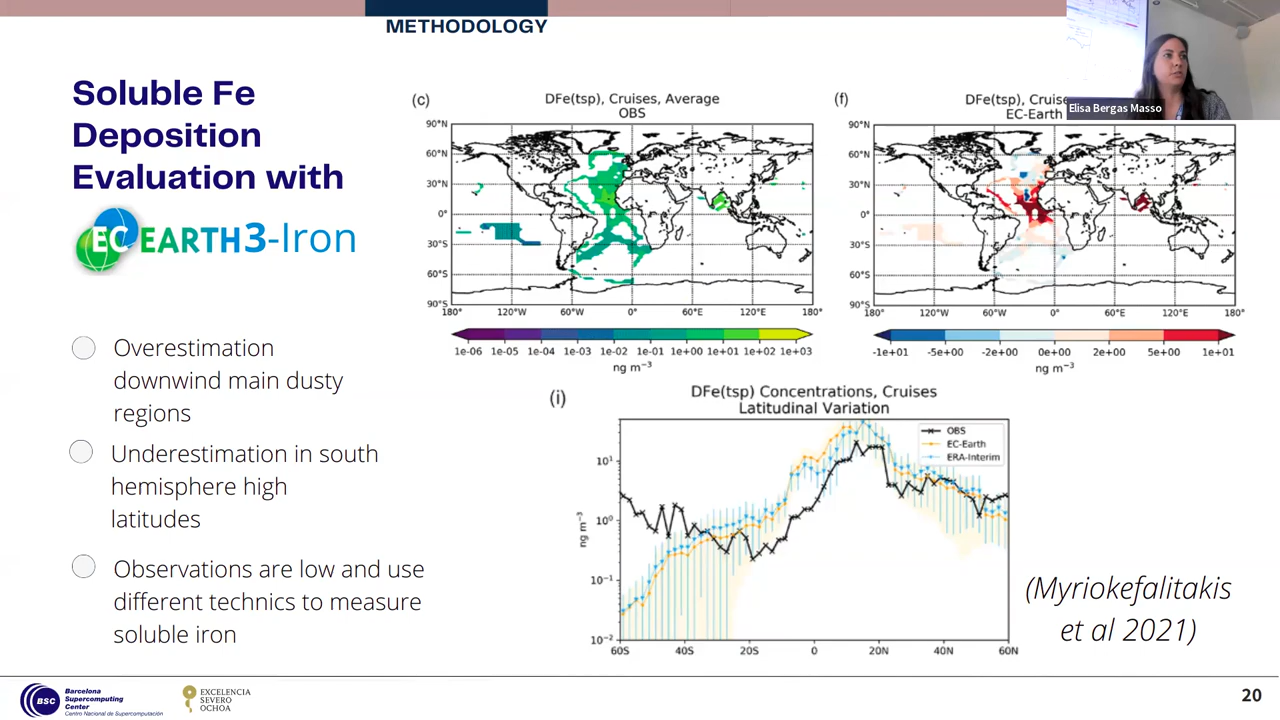 METHODOLOGY
Elisa Bergas Masso
Soluble Fe
Deposition
Evaluation with
EC EARTH3-Iron
Overestimation
downwind main dusty
regions
Underestimation in south
hemisphere high
latitudes
Observations are low and use
different technics to measure
soluble iron
(c)
DFe(tsp), Cruises, Average
OBS
90°N
60°N
30°N
0°
30°S
60°S
90°S
180° 120°W 60°W 0° 60°E 120°E 180°
1e-06 1e-05 1e-04 1e-03 1e-02 1e-01 1e+00 1e+01 1e+02 1e+03
ng m⁻³
(f)
DFe(tsp), Cruise
EC-Earth
90°N
60°N
30°N
0°
30°S
60°S
90°S
180° 120°W 60°W 0° 60°E 120°E 180°
-1e+01 -5e+00 -2e+00 0e+00 2e+00 5e+00 1e+01
ng m⁻³
(i)
DFe(tsp) Concentrations, Cruises
Latitudinal Variation
OBS
EC-Earth
ERA-Interim
ng m⁻³
10¹
10⁰
10⁻¹
10⁻²
60S 40S 20S 0 20N 40N 60N
(Myriokefalitakis
et al 2021)
BSC
Barcelona
Supercomputing
Center
Centro Nacional de Supercomputación
EXCELENCIA
SEVERO
OCHOA
20